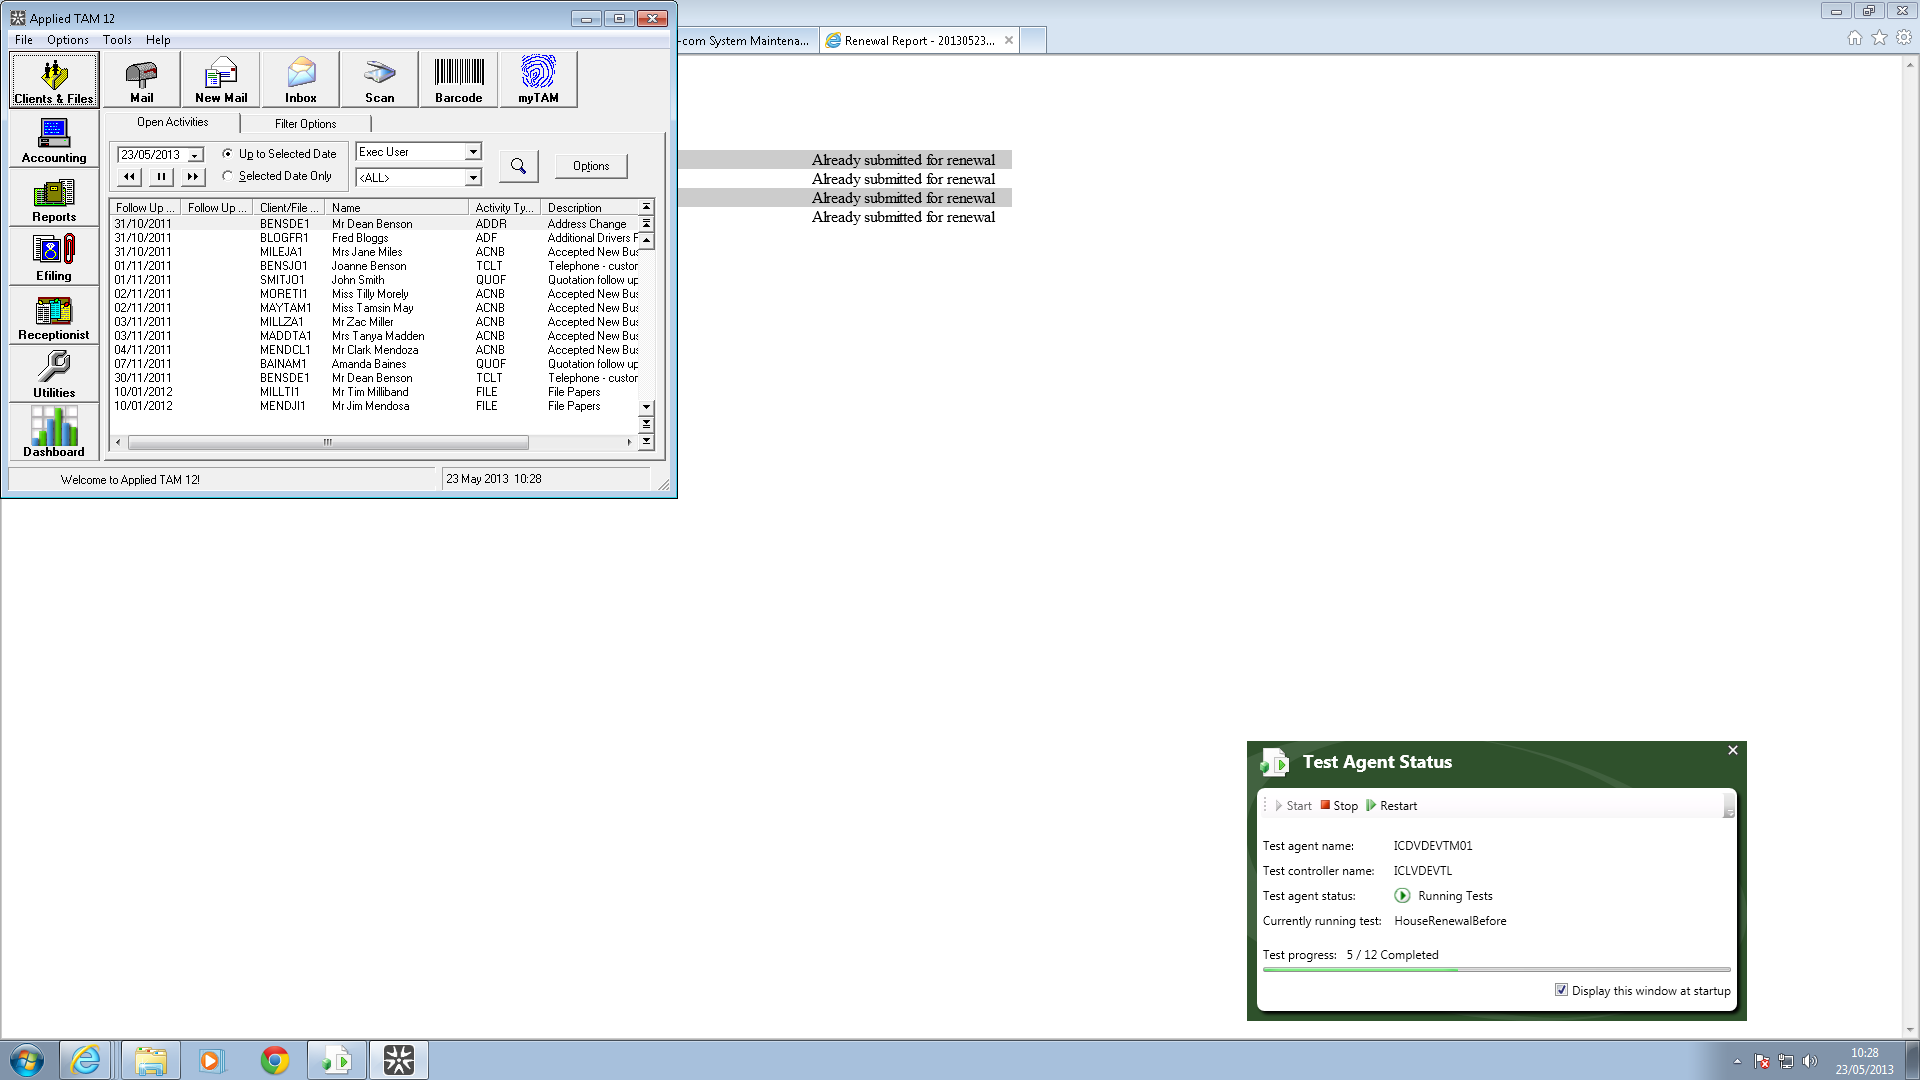 Applied TAM 12
File Options Tools Help
Clients & Files
Mail
New Mail
Inbox
Scan
Barcode
myTAM
Accounting
Reports
Efiling
Receptionist
Utilities
Dashboard
Open Activities
Filter Options
23/05/2013
Up to Selected Date
Selected Date Only
Exec User
<ALL>
Options
Follow Up ... Follow Up ... Client/File ... Name Activity Ty... Description
31/10/2011 BENSDE1 Mr Dean Benson ADDR Address Change
31/10/2011 BLOGFR1 Fred Bloggs ADF Additional Drivers F
31/10/2011 MILEJA1 Mrs Jane Miles ACNB Accepted New Bus
01/11/2011 BENSJO1 Joanne Benson TCLT Telephone - custor
01/11/2011 SMITJO1 John Smith QUOF Quotation follow up
02/11/2011 MORETI1 Miss Tilly Morely ACNB Accepted New Bus
02/11/2011 MAYTAM1 Miss Tamsin May ACNB Accepted New Bus
03/11/2011 MILLZA1 Mr Zac Miller ACNB Accepted New Bus
03/11/2011 MADDTA1 Mrs Tanya Madden ACNB Accepted New Bus
04/11/2011 MENDCL1 Mr Clark Mendoza ACNB Accepted New Bus
07/11/2011 BAINAM1 Amanda Baines QUOF Quotation follow up
30/11/2011 BENSDE1 Mr Dean Benson TCLT Telephone - custor
10/01/2012 MILLTI1 Mr Tim Milliband FILE File Papers
10/01/2012 MENDJI1 Mr Jim Mendosa FILE File Papers
Welcome to Applied TAM 12!
23 May 2013 10:28
-com System Maintena...
Renewal Report - 20130523...
Already submitted for renewal
Already submitted for renewal
Already submitted for renewal
Already submitted for renewal
Test Agent Status
Start Stop Restart
Test agent name: ICDVDEVTM01
Test controller name: ICLVDEVTL
Test agent status: Running Tests
Currently running test: HouseRenewalBefore
Test progress: 5 / 12 Completed
Display this window at startup
10:28
23/05/2013